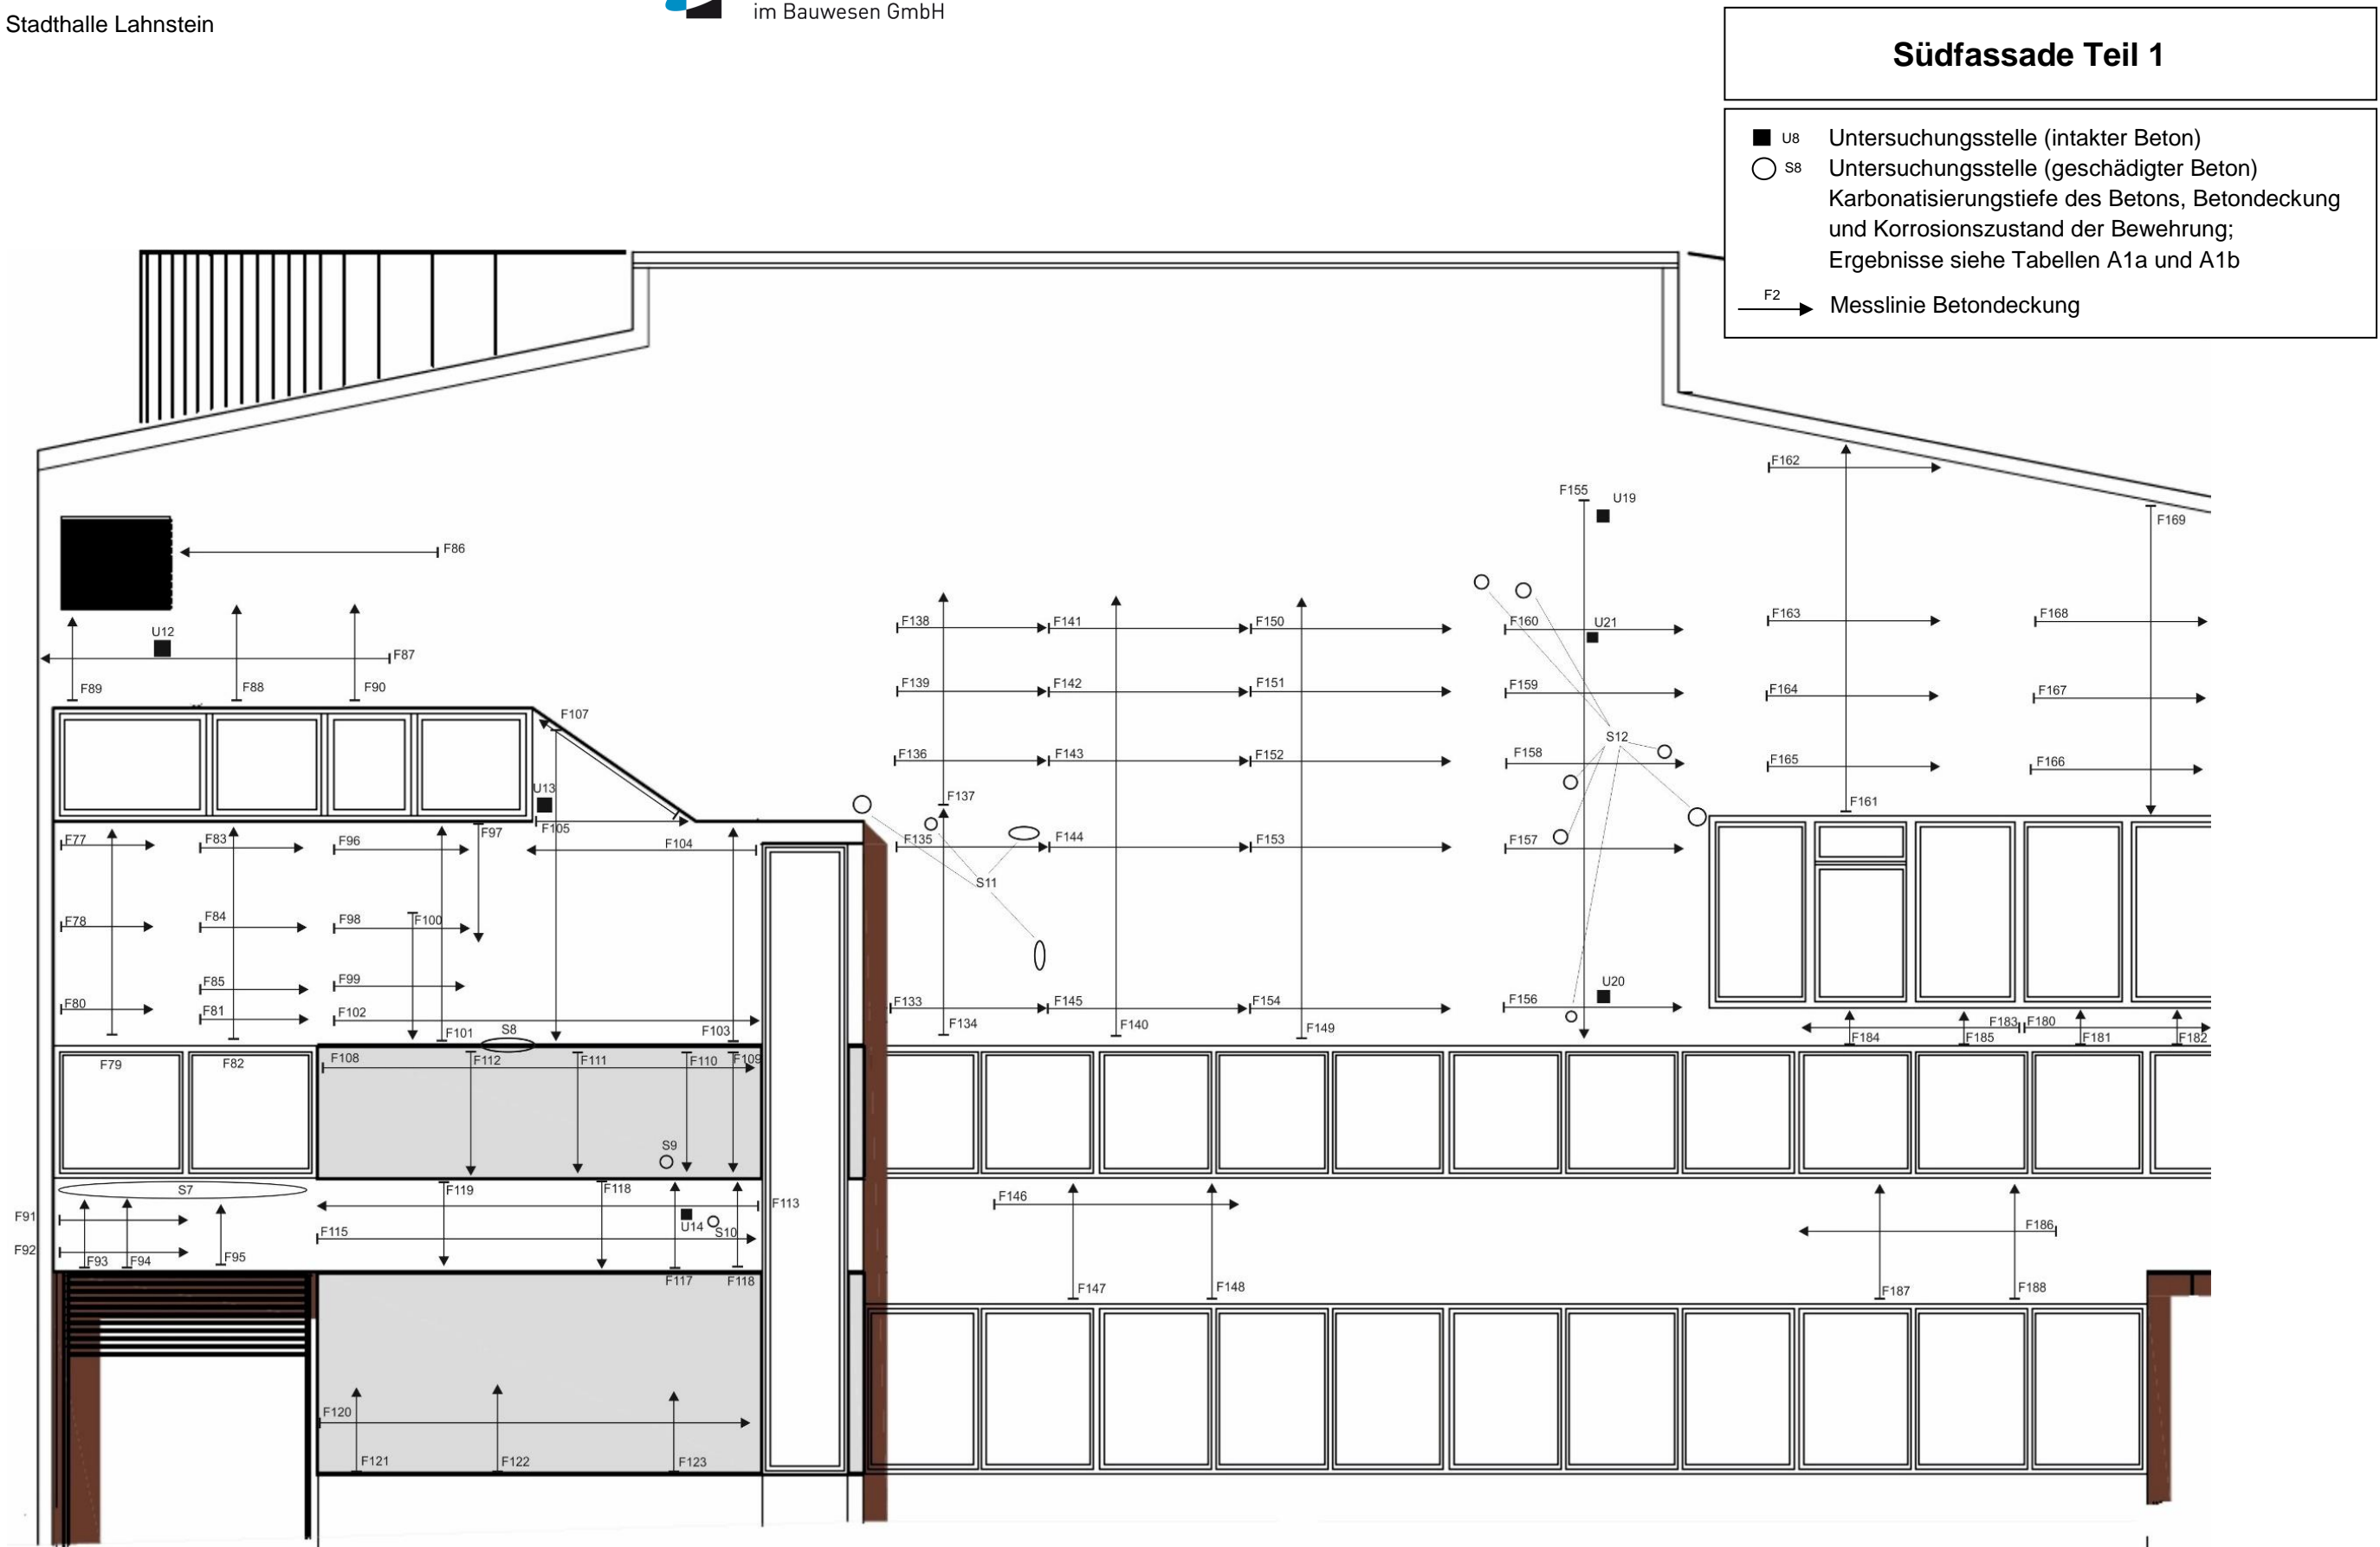 im Bauwesen GmbH
Stadthalle Lahnstein
Südfassade Teil 1
U8 Untersuchungsstelle (intakter Beton)
S8 Untersuchungsstelle (geschädigter Beton)
Karbonatisierungstiefe des Betons, Betondeckung
und Korrosionszustand der Bewehrung;
Ergebnisse siehe Tabellen A1a und A1b
F2 Messlinie Betondeckung
F162
F155
U19
F169
F86
F138
F141
F150
F160
U21
F163
F168
U12
F87
F89
F88
F90
F139
F142
F151
F159
F164
F167
F107
S12
F136
F143
F152
F158
F165
F166
U13
F137
F161
F105
F77
F83
F96
F97
F104
F135
F144
F153
F157
S11
F78
F84
F98
F100
F85
F99
U20
F80
F81
F102
F133
F145
F154
F156
F101
S8
F103
F134
F140
F149
F183
F180
F184
F185
F181
F182
F79
F82
F108
F112
F111
F110
F109
S9
S7
F119
F118
F113
F146
F91
U14
S10
F115
F186
F92
F93
F94
F95
F117
F118
F147
F148
F187
F188
F120
F121
F122
F123